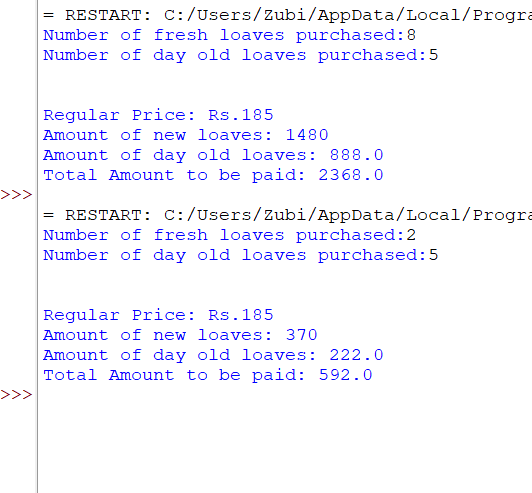 = RESTART: C:/Users/Zubi/AppData/Local/Progra
Number of fresh loaves purchased:8
Number of day old loaves purchased:5
Regular Price: Rs.185
Amount of new loaves: 1480
Amount of day old loaves: 888.0
Total Amount to be paid: 2368.0
>>>
= RESTART: C:/Users/Zubi/AppData/Local/Progra
Number of fresh loaves purchased:2
Number of day old loaves purchased:5
Regular Price: Rs.185
Amount of new loaves: 370
Amount of day old loaves: 222.0
Total Amount to be paid: 592.0
>>>